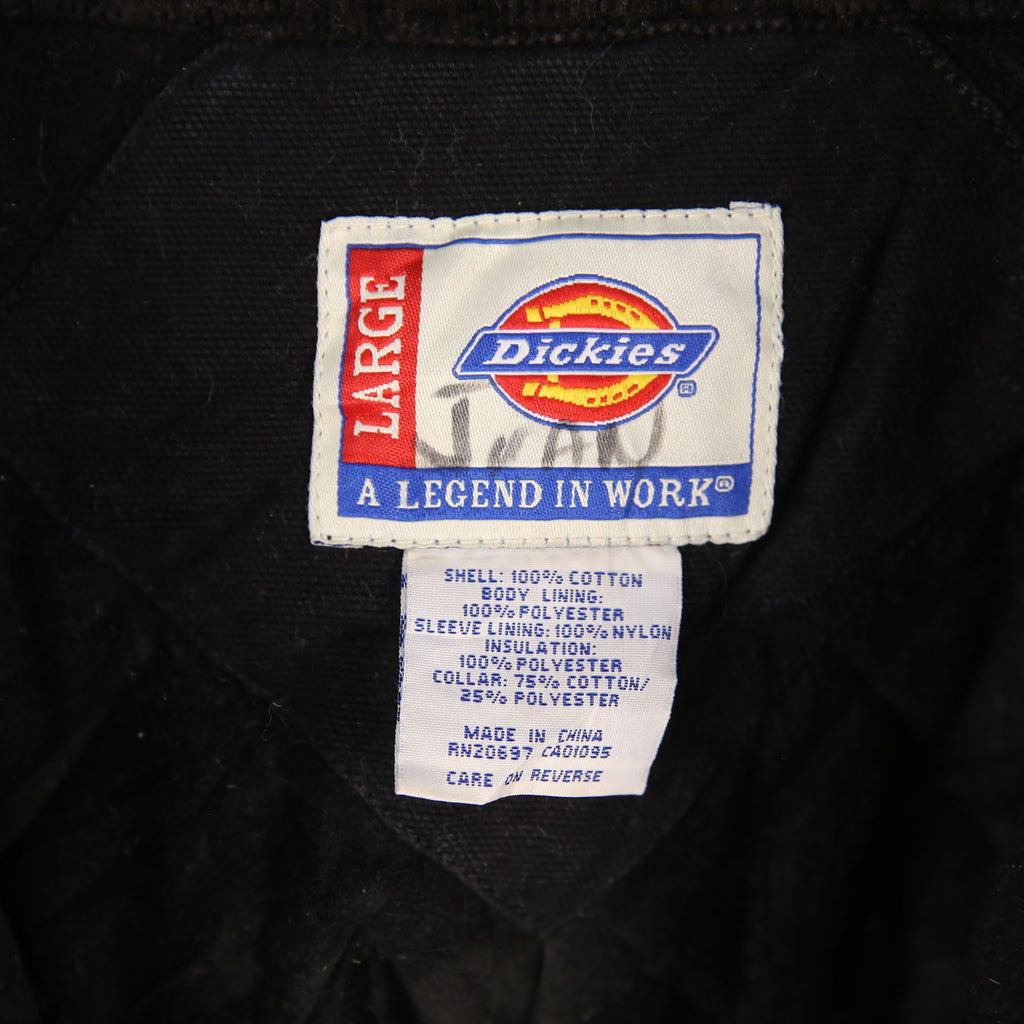 LARGE
Dickies®
A LEGEND IN WORK®
SHELL: 100% COTTON
BODY LINING:
100% POLYESTER
SLEEVE LINING: 100% NYLON
INSULATION:
100% POLYESTER
COLLAR: 75% COTTON/
25% POLYESTER
MADE IN CHINA
RN20697 CA01095
CARE ON REVERSE